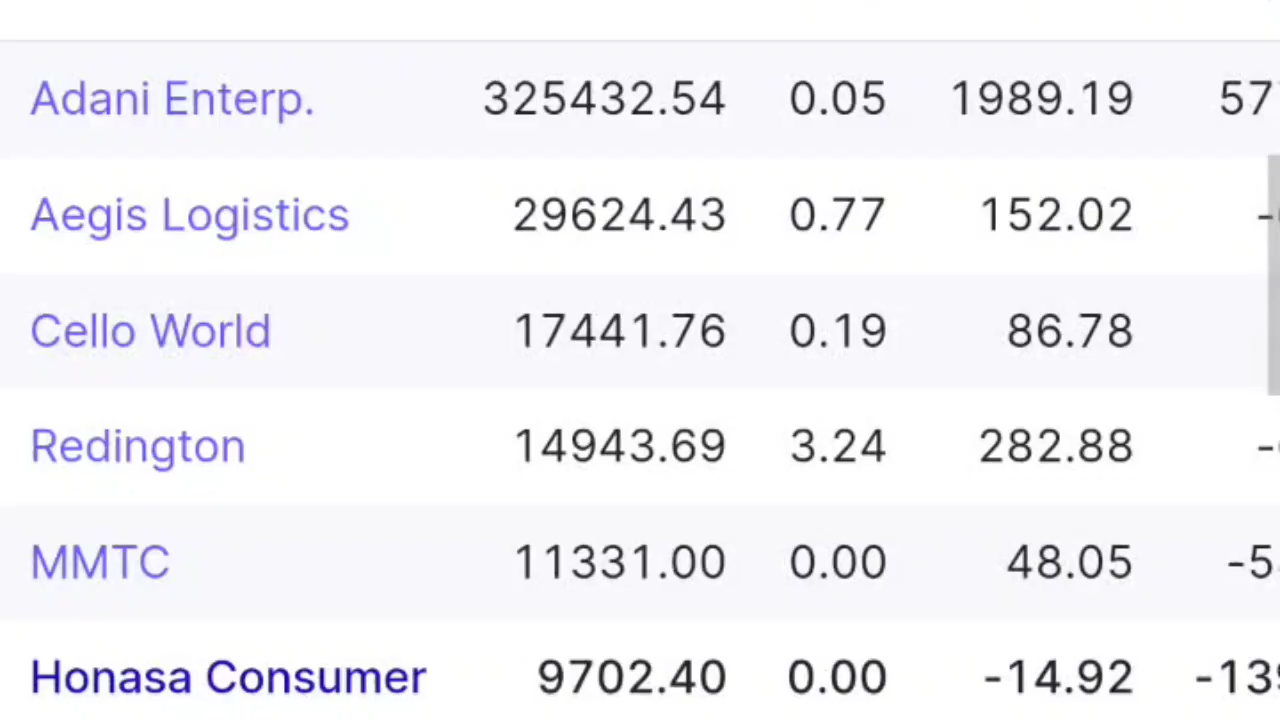 Adani Enterp. 325432.54 0.05 1989.19
Aegis Logistics 29624.43 0.77 152.02
Cello World 17441.76 0.19 86.78
Redington 14943.69 3.24 282.88
MMTC 11331.00 0.00 48.05
Honasa Consumer 9702.40 0.00 -14.92